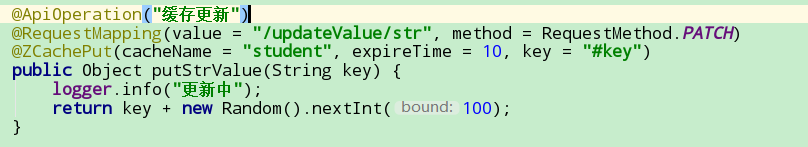 @ApiOperation("缓存更新")
@RequestMapping(value = "/updateValue/str", method = RequestMethod.PATCH)
@ZCachePut(cacheName = "student", expireTime = 10, key = "#key")
public Object putStrValue(String key) {
    logger.info("更新中");
    return key + new Random().nextInt( bound: 100);
}